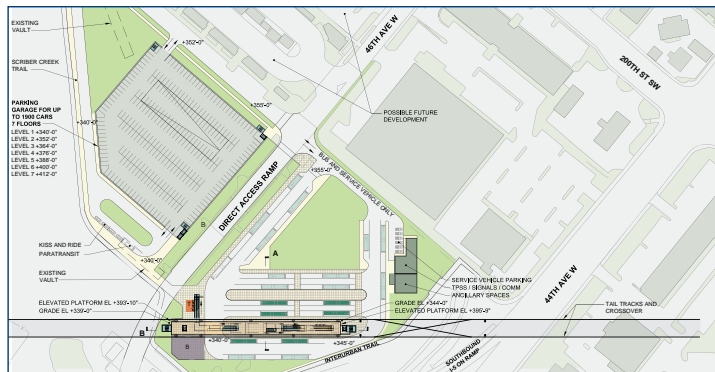 EXISTING
VAULT
SCRIBER CREEK
TRAIL
PARKING
GARAGE FOR UP
TO 1900 CARS
7 FLOORS
LEVEL 1 +340'-0"
LEVEL 2 +352'-0"
LEVEL 3 +364'-0"
LEVEL 4 +376'-0"
LEVEL 5 +388'-0"
LEVEL 6 +400'-0"
LEVEL 7 +412'-0"
+352'-0"
+340'-0"
+355'-0"
46TH AVE W
200TH ST SW
POSSIBLE FUTURE
DEVELOPMENT
BUS AND SERVICE VEHICLE ONLY
+355'-0"
DIRECT ACCESS RAMP
B
A
KISS AND RIDE
PARATRANSIT
+340'-0"
EXISTING
VAULT
SERVICE VEHICLE PARKING
TPSS / SIGNALS / COMM
ANCILLARY SPACES
44TH AVE W
ELEVATED PLATFORM EL +393'-10"
GRADE EL +339'-0"
GRADE EL +344'-0"
ELEVATED PLATFORM EL +395'-8"
TAIL TRACKS AND
CROSSOVER
B
B
+340'-0"
+345'-0"
INTERURBAN TRAIL
SOUTHBOUND
I-5 ON RAMP